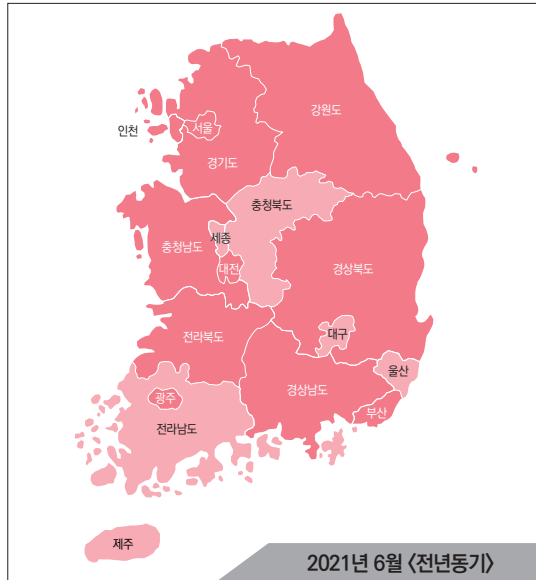 강원도
서울
인천
경기도
충청북도
세종
충청남도
대전
경상북도
전라북도
대구
울산
경상남도
광주
부산
전라남도
제주
2021년 6월 〈전년동기〉